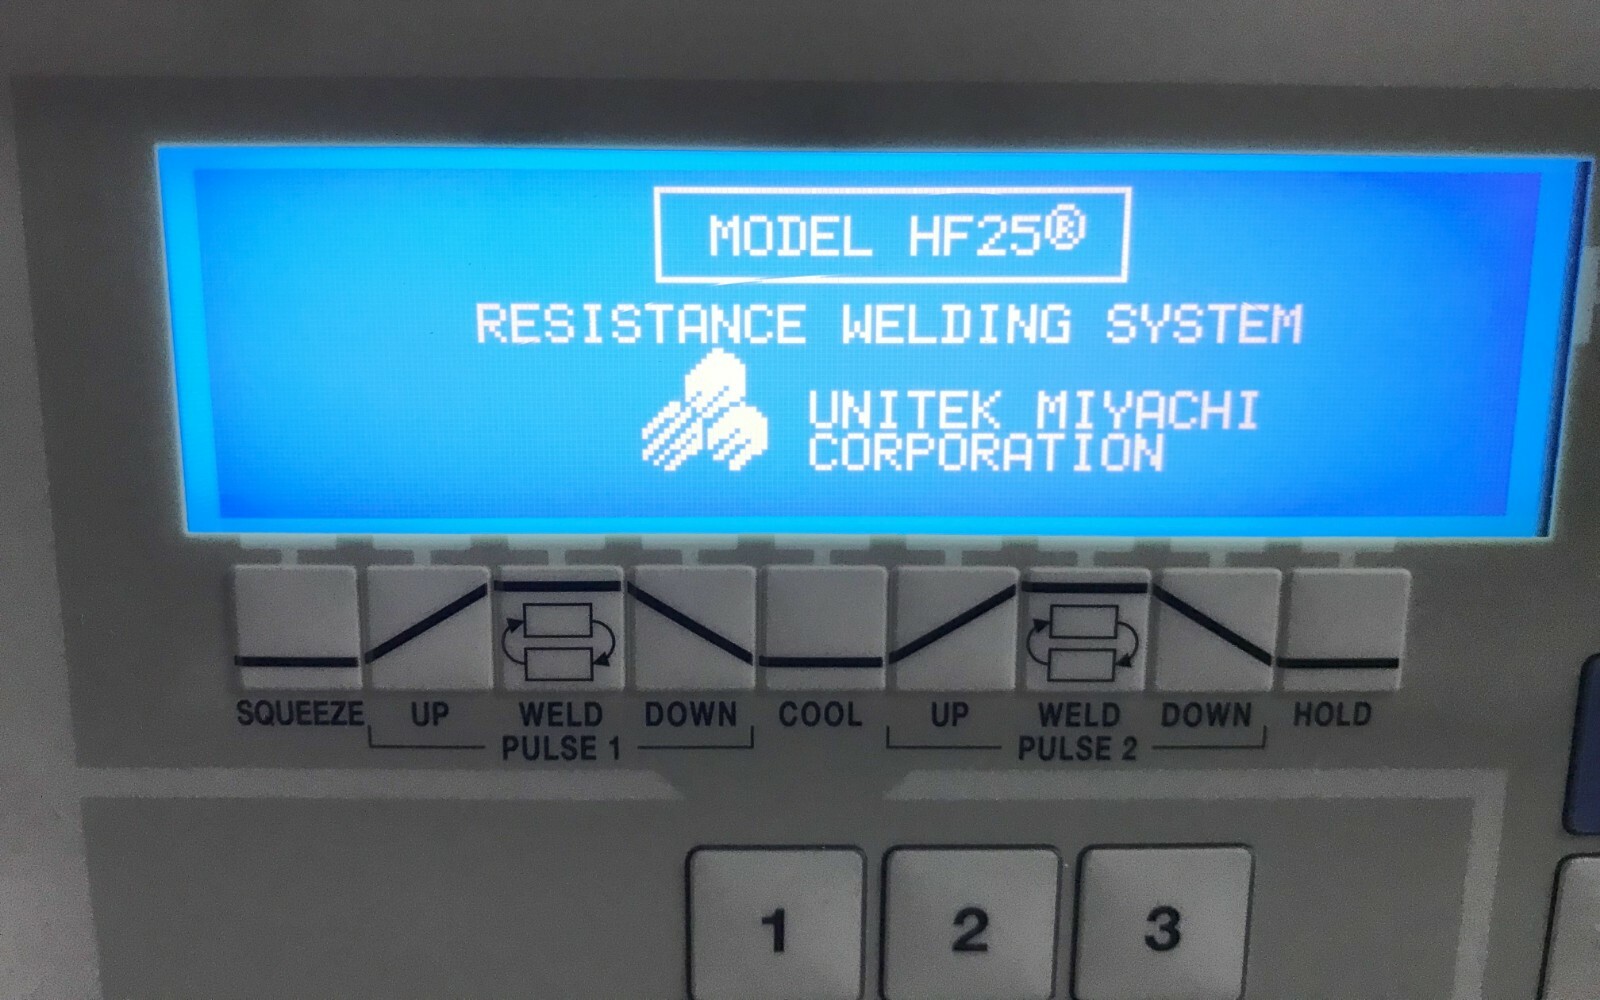 MODEL HF25®
RESISTANCE WELDING SYSTEM
UNITEK MIYACHI
CORPORATION
SQUEEZE UP WELD DOWN COOL UP WELD DOWN HOLD
PULSE 1 PULSE 2
1 2 3